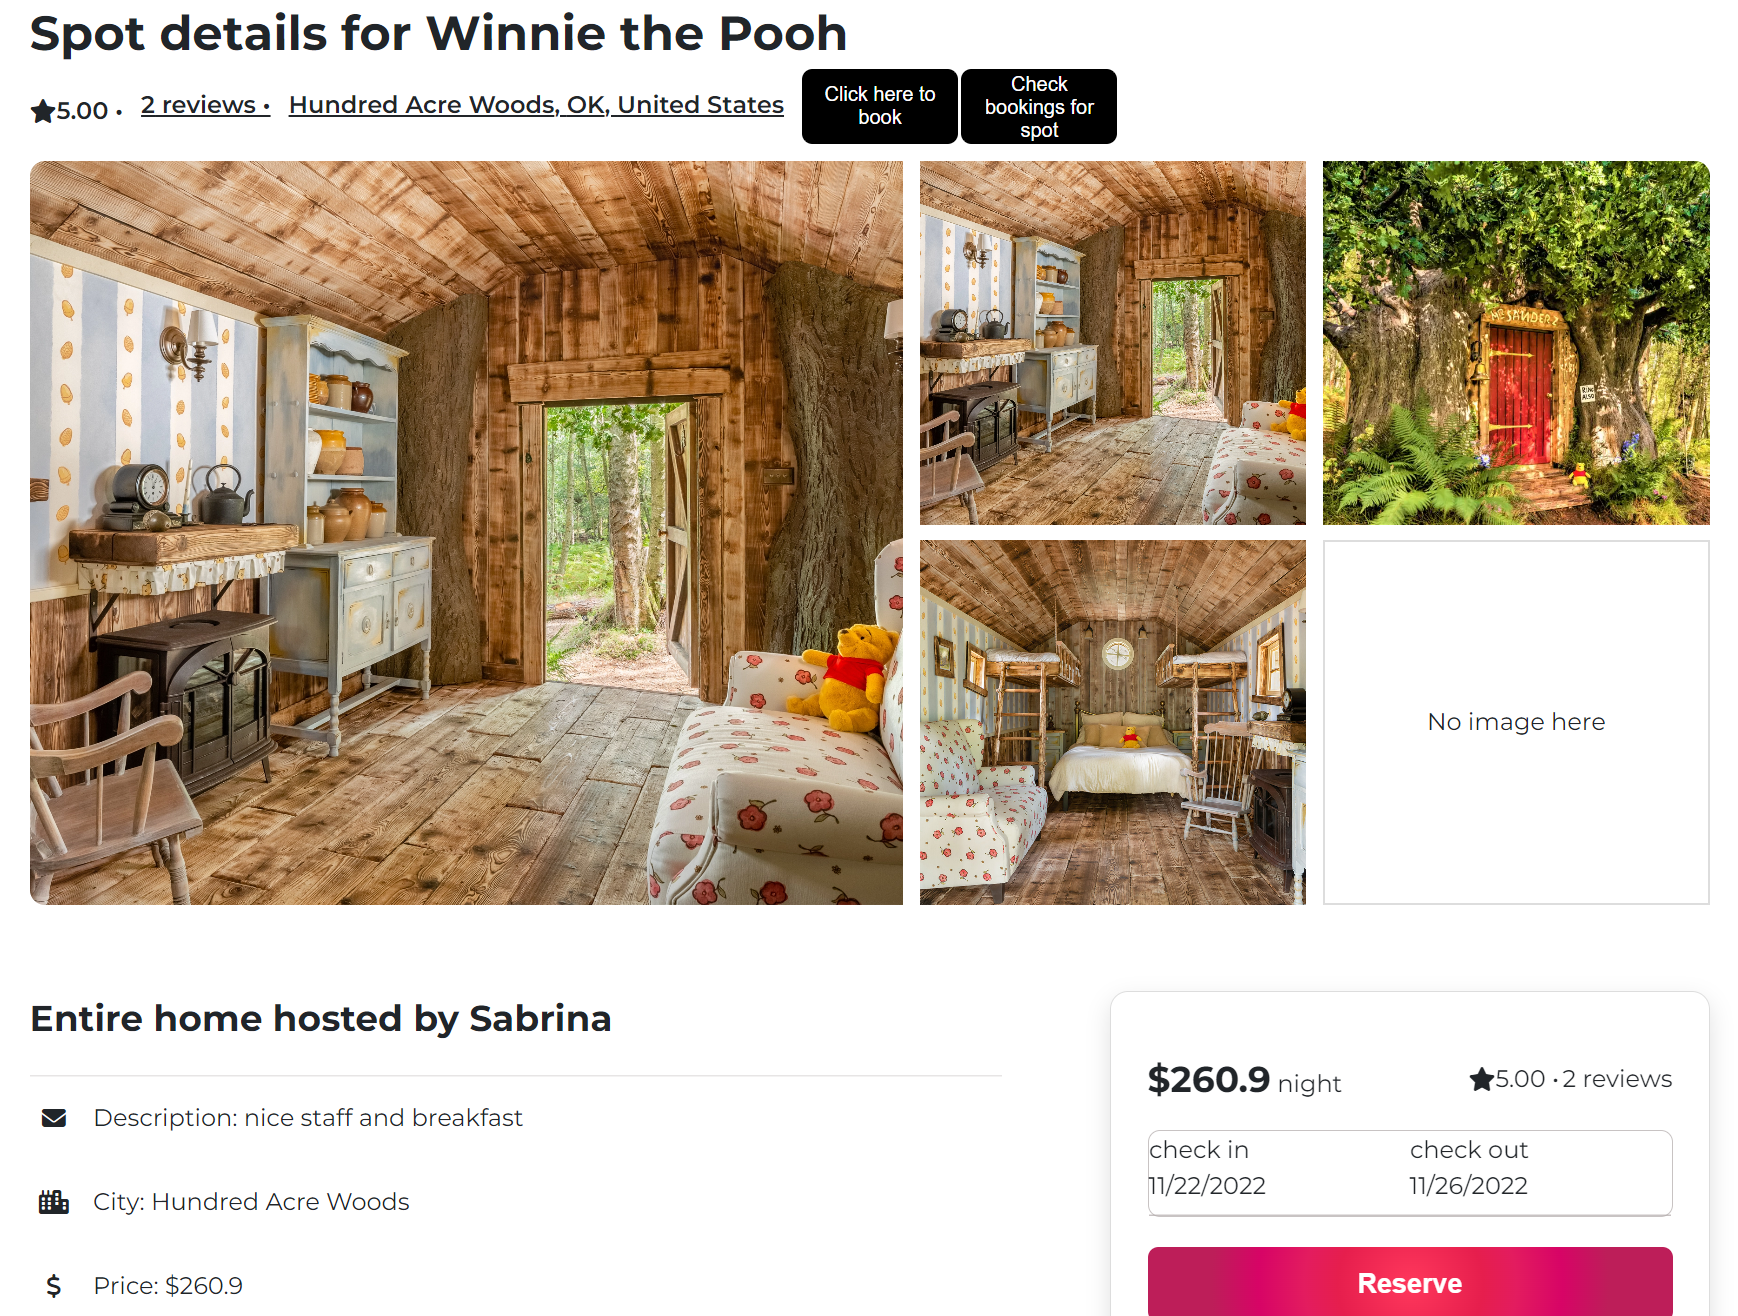 Spot details for Winnie the Pooh
5.00 •
2 reviews •
Hundred Acre Woods, OK, United States
Click here to
book
Check
bookings for
spot
MR SANDERZ
RING
ALSO
No image here
Entire home hosted by Sabrina
Description: nice staff and breakfast
City: Hundred Acre Woods
Price: $260.9
$260.9 night
5.00 • 2 reviews
check in
11/22/2022
check out
11/26/2022
Reserve